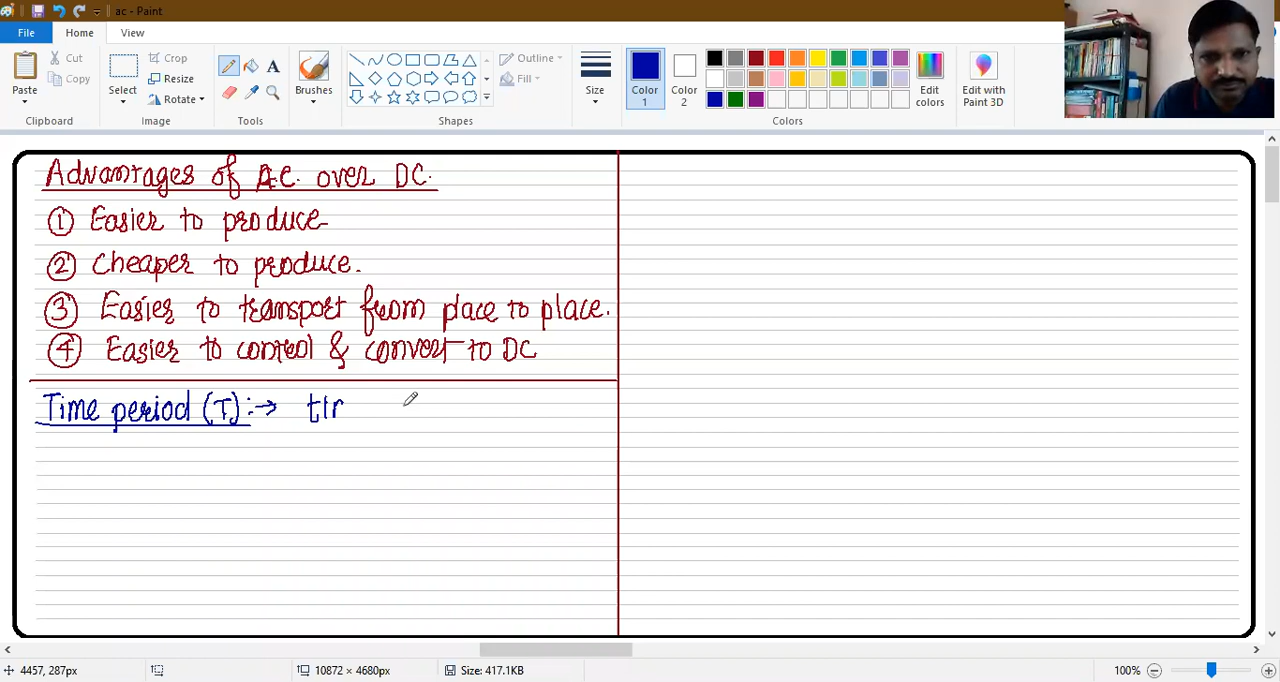 ac - Paint
File Home View
Paste
Cut
Copy
Clipboard
Select
Crop
Resize
Rotate
Image
A
Tools
Brushes
Outline
Fill
Shapes
Size
Color 1
Color 2
Edit colors
Edit with Paint 3D
Colors
Advantages of A.C. over DC.
① Easier to produce
② Cheaper to produce.
③ Easier to transport from place to place.
④ Easier to control & convert to DC
Time period (T) :→ tir
4457, 287px
10872 × 4680px
Size: 417.1KB
100%